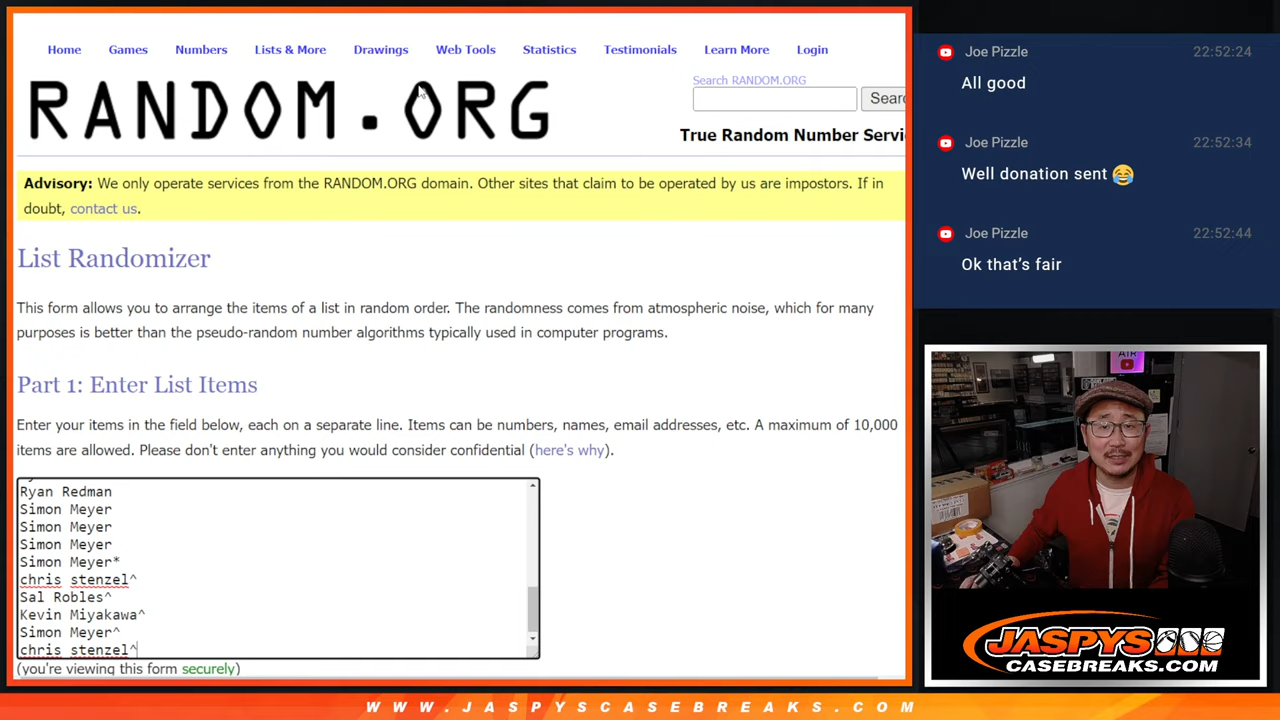 Home Games Numbers Lists & More Drawings Web Tools Statistics Testimonials Learn More Login
RANDOM.ORG
Search RANDOM.ORG
True Random Number Servi
Advisory: We only operate services from the RANDOM.ORG domain. Other sites that claim to be operated by us are impostors. If in
doubt, contact us.
List Randomizer
This form allows you to arrange the items of a list in random order. The randomness comes from atmospheric noise, which for many
purposes is better than the pseudo-random number algorithms typically used in computer programs.
Part 1: Enter List Items
Enter your items in the field below, each on a separate line. Items can be numbers, names, email addresses, etc. A maximum of 10,000
items are allowed. Please don't enter anything you would consider confidential (here's why).
Ryan Redman
Simon Meyer
Simon Meyer
Simon Meyer
Simon Meyer*
chris stenzel^
Sal Robles^
Kevin Miyakawa^
Simon Meyer^
chris stenzel^
(you're viewing this form securely)
Joe Pizzle 22:52:24
All good
Joe Pizzle 22:52:34
Well donation sent 😂
Joe Pizzle 22:52:44
Ok that's fair
AIR
JASPYS
CASEBREAKS.COM
WWW.JASPYSCASEBREAKS.COM